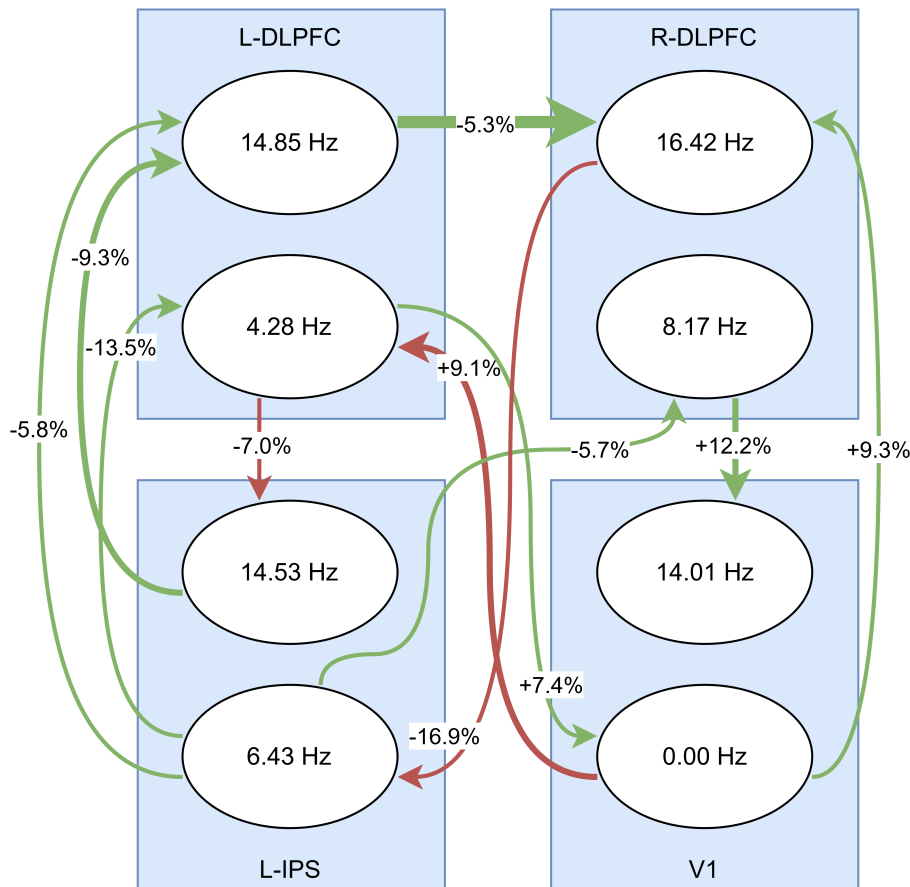 L-DLPFC
R-DLPFC
14.85 Hz
-5.3%
16.42 Hz
-9.3%
4.28 Hz
8.17 Hz
-13.5%
+9.1%
-5.8%
-7.0%
-5.7%
+12.2%
+9.3%
14.53 Hz
14.01 Hz
+7.4%
-16.9%
6.43 Hz
0.00 Hz
L-IPS
V1